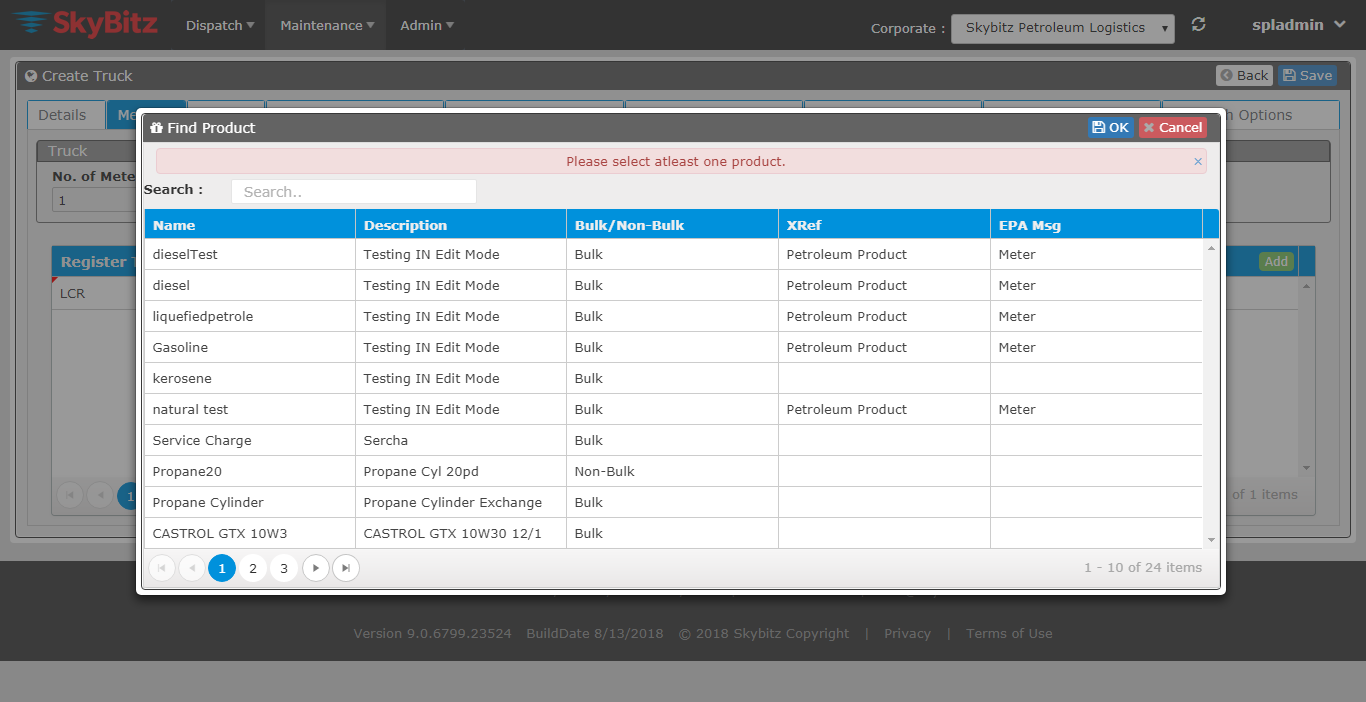 SkyBitz Dispatch Maintenance Admin Corporate : Skybitz Petroleum Logistics spladmin
Create Truck Back Save
Details Me n Options
Find Product OK Cancel
Truck
Please select atleast one product. ×
No. of Mete
Search : Search..
1
Name Description Bulk/Non-Bulk XRef EPA Msg
dieselTest Testing IN Edit Mode Bulk Petroleum Product Meter
Register T Add
diesel Testing IN Edit Mode Bulk Petroleum Product Meter
LCR
liquefiedpetrole Testing IN Edit Mode Bulk Petroleum Product Meter
Gasoline Testing IN Edit Mode Bulk Petroleum Product Meter
kerosene Testing IN Edit Mode Bulk
natural test Testing IN Edit Mode Bulk Petroleum Product Meter
Service Charge Sercha Bulk
Propane20 Propane Cyl 20pd Non-Bulk
1 of 1 items
Propane Cylinder Propane Cylinder Exchange Bulk
CASTROL GTX 10W3 CASTROL GTX 10W30 12/1 Bulk
1 2 3 1 - 10 of 24 items
Version 9.0.6799.23524 BuildDate 8/13/2018 © 2018 Skybitz Copyright | Privacy | Terms of Use